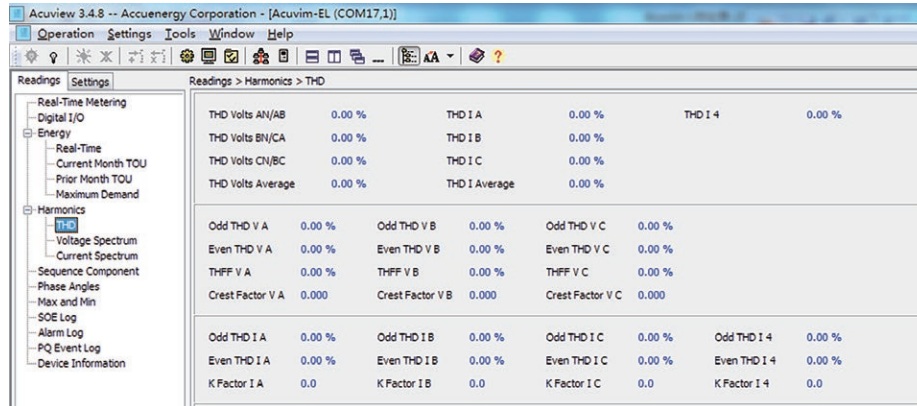 Acuview 3.4.8 -- Accuenergy Corporation - [Acuvim-EL (COM17,1)]
Operation Settings Tools Window Help
Readings Settings
Real-Time Metering
Digital I/O
Energy
Real-Time
Current Month TOU
Prior Month TOU
Maximum Demand
Harmonics
THD
Voltage Spectrum
Current Spectrum
Sequence Component
Phase Angles
Max and Min
SOE Log
Alarm Log
PQ Event Log
Device Information
Readings > Harmonics > THD
THD Volts AN/AB 0.00 % THD I A 0.00 % THD I 4 0.00 %
THD Volts BN/CA 0.00 % THD I B 0.00 %
THD Volts CN/BC 0.00 % THD I C 0.00 %
THD Volts Average 0.00 % THD I Average 0.00 %
Odd THD V A 0.00 % Odd THD V B 0.00 % Odd THD V C 0.00 %
Even THD V A 0.00 % Even THD V B 0.00 % Even THD V C 0.00 %
THFF V A 0.00 % THFF V B 0.00 % THFF V C 0.00 %
Crest Factor V A 0.000 Crest Factor V B 0.000 Crest Factor V C 0.000
Odd THD I A 0.00 % Odd THD I B 0.00 % Odd THD I C 0.00 % Odd THD I 4 0.00 %
Even THD I A 0.00 % Even THD I B 0.00 % Even THD I C 0.00 % Even THD I 4 0.00 %
K Factor I A 0.0 K Factor I B 0.0 K Factor I C 0.0 K Factor I 4 0.0